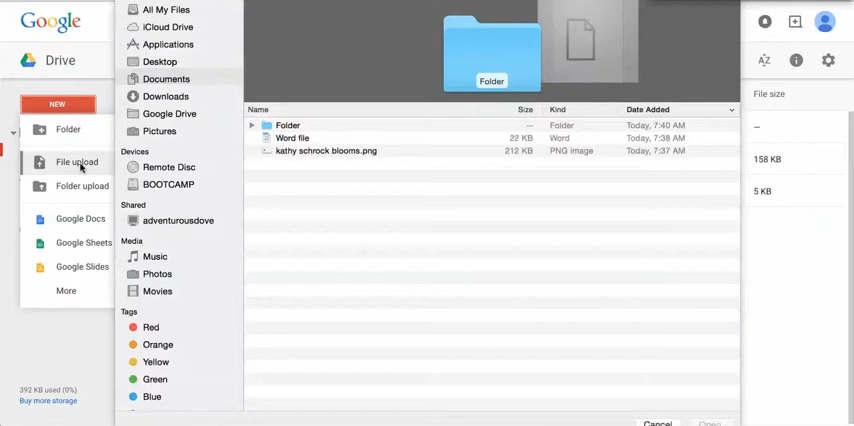 Google
Drive
NEW
Folder
File upload
Folder upload
Google Docs
Google Sheets
Google Slides
More
392 KB used (0%)
Buy more storage
All My Files
iCloud Drive
Applications
Desktop
Documents
Downloads
Google Drive
Pictures
Devices
Remote Disc
BOOTCAMP
Shared
adventurousdove
Media
Music
Photos
Movies
Tags
Red
Orange
Yellow
Green
Blue
Folder
Name Size Kind Date Added
Folder -- Folder Today, 7:40 AM
Word file 22 KB Word Today, 7:38 AM
kathy schrock blooms.png 212 KB PNG image Today, 7:37 AM
Cancel Open
AZ
File size
–
158 KB
5 KB